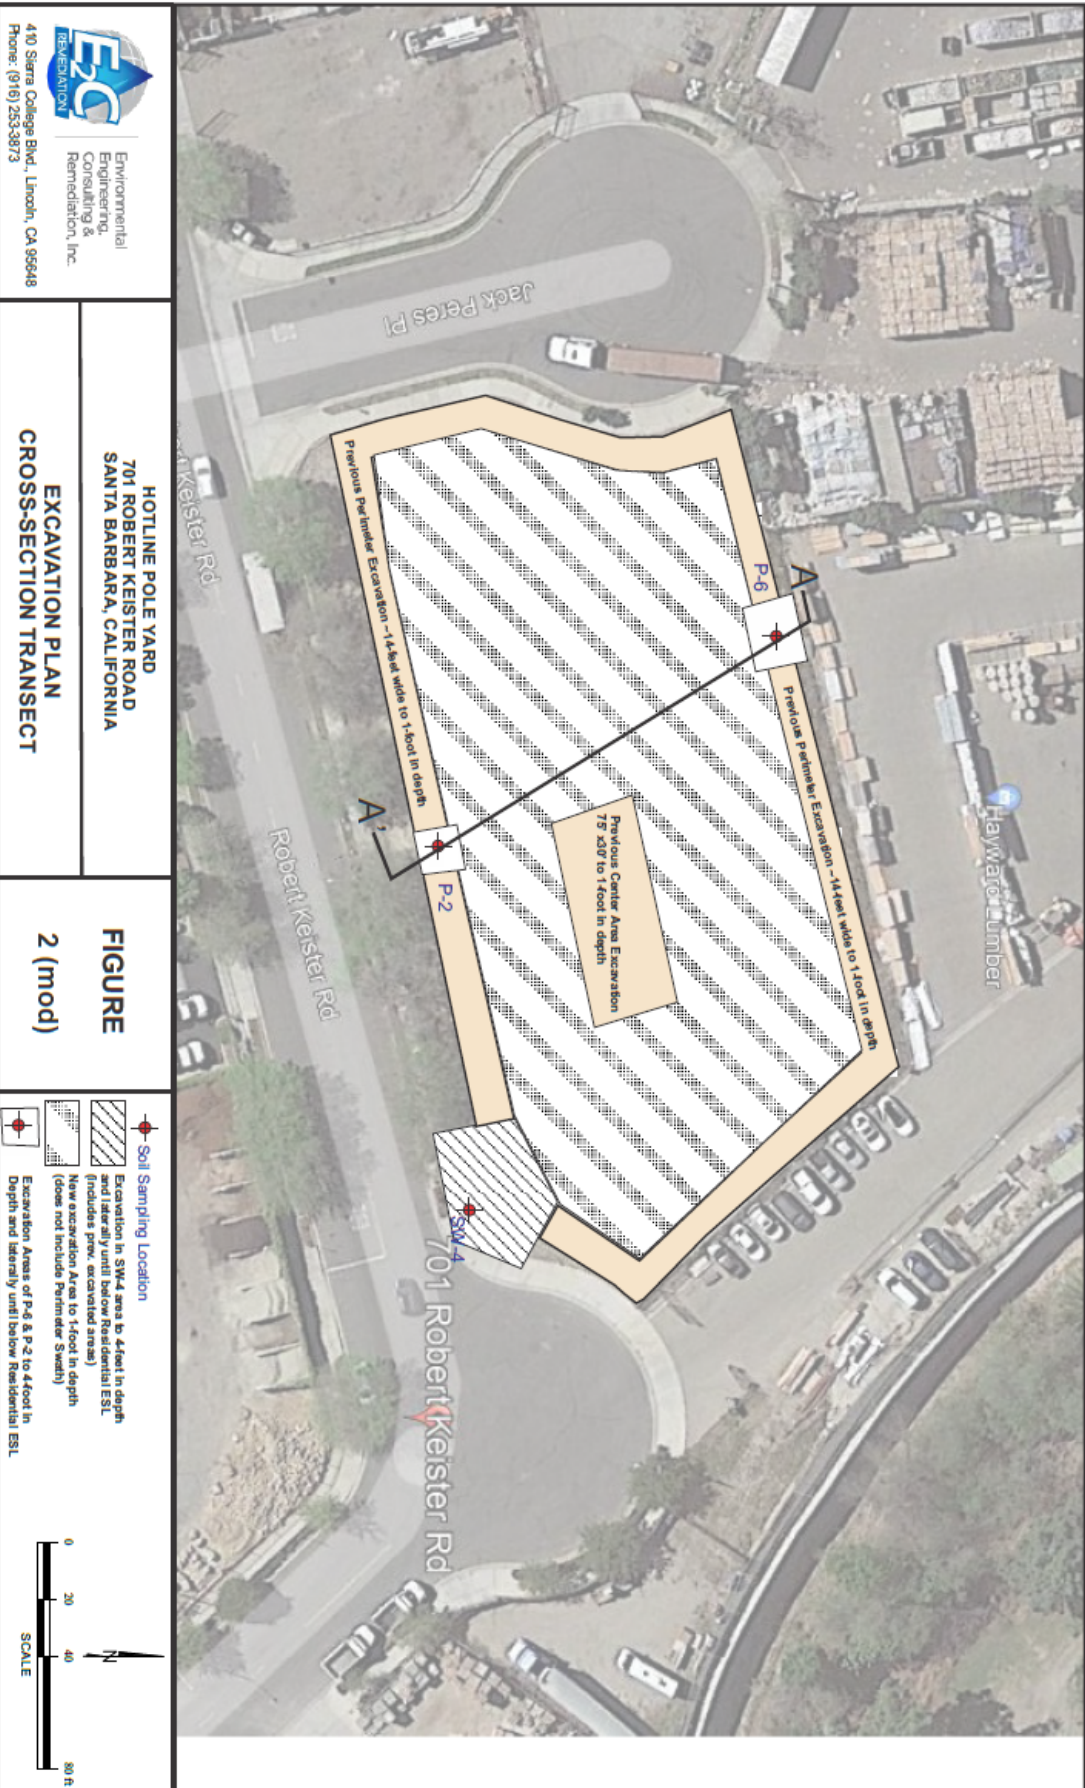 Jack Peres Pl
Hayward Lumber
A
P-6
Previous Perimeter Excavation ~14-feet wide to 1-foot in depth
Previous Perimeter Excavation ~14-feet wide to 1-foot in depth
Previous Center Area Excavation
75' x30' to 1-foot in depth
A'
P-2
SW-4
701 Robert Keister Rd
Robert Keister Rd
Keister Rd
E2C
REMEDIATION
Environmental
Engineering,
Consulting &
Remediation, Inc.
410 Sierra College Blvd., Lincoln, CA 95648
Phone: (916) 253-3873
HOTLINE POLE YARD
701 ROBERT KEISTER ROAD
SANTA BARBARA, CALIFORNIA
EXCAVATION PLAN
CROSS-SECTION TRANSECT
FIGURE
2 (mod)
Soil Sampling Location
Excavation in SW-4 area to 4-feet in depth
and laterally until below Residential ESL
(includes prev. excavated areas)
New excavation Area to 1-foot in depth
(does not include Perimeter Swath)
Excavation Areas of P-6 & P-2 to 4-foot in
Depth and laterally until below Residential ESL
N
0 20 40 80 ft
SCALE